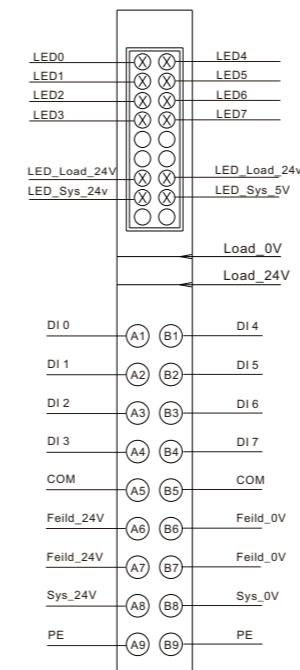 LED0 LED4
LED1 LED5
LED2 LED6
LED3 LED7
LED_Load_24V LED_Load_24v
LED_Sys_24v LED_Sys_5V
Load_0V
Load_24V
DI 0 A1 B1 DI 4
DI 1 A2 B2 DI 5
DI 2 A3 B3 DI 6
DI 3 A4 B4 DI 7
COM A5 B5 COM
Feild_24V A6 B6 Feild_0V
Feild_24V A7 B7 Feild_0V
Sys_24V A8 B8 Sys_0V
PE A9 B9 PE